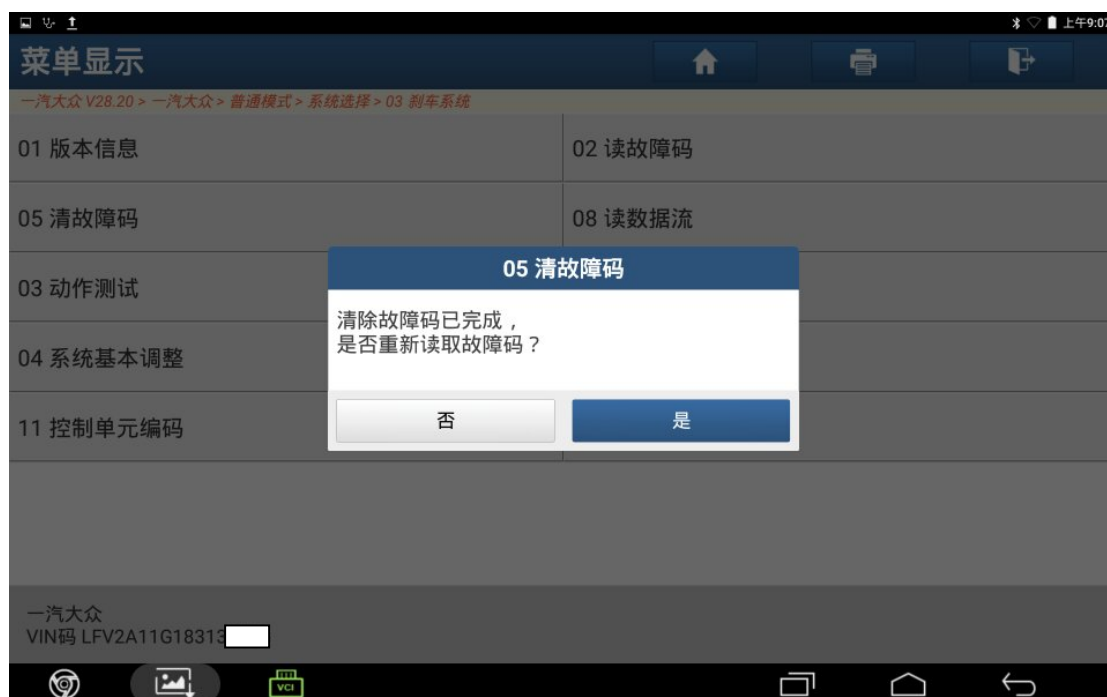 上午9:07
菜单显示
一汽大众 V28.20 > 一汽大众 > 普通模式 > 系统选择 > 03 刹车系统
01 版本信息
02 读故障码
05 清故障码
08 读数据流
05 清故障码
03 动作测试
清除故障码已完成，
是否重新读取故障码？
04 系统基本调整
否
是
11 控制单元编码
一汽大众
VIN码 LFV2A11G18313
VCI